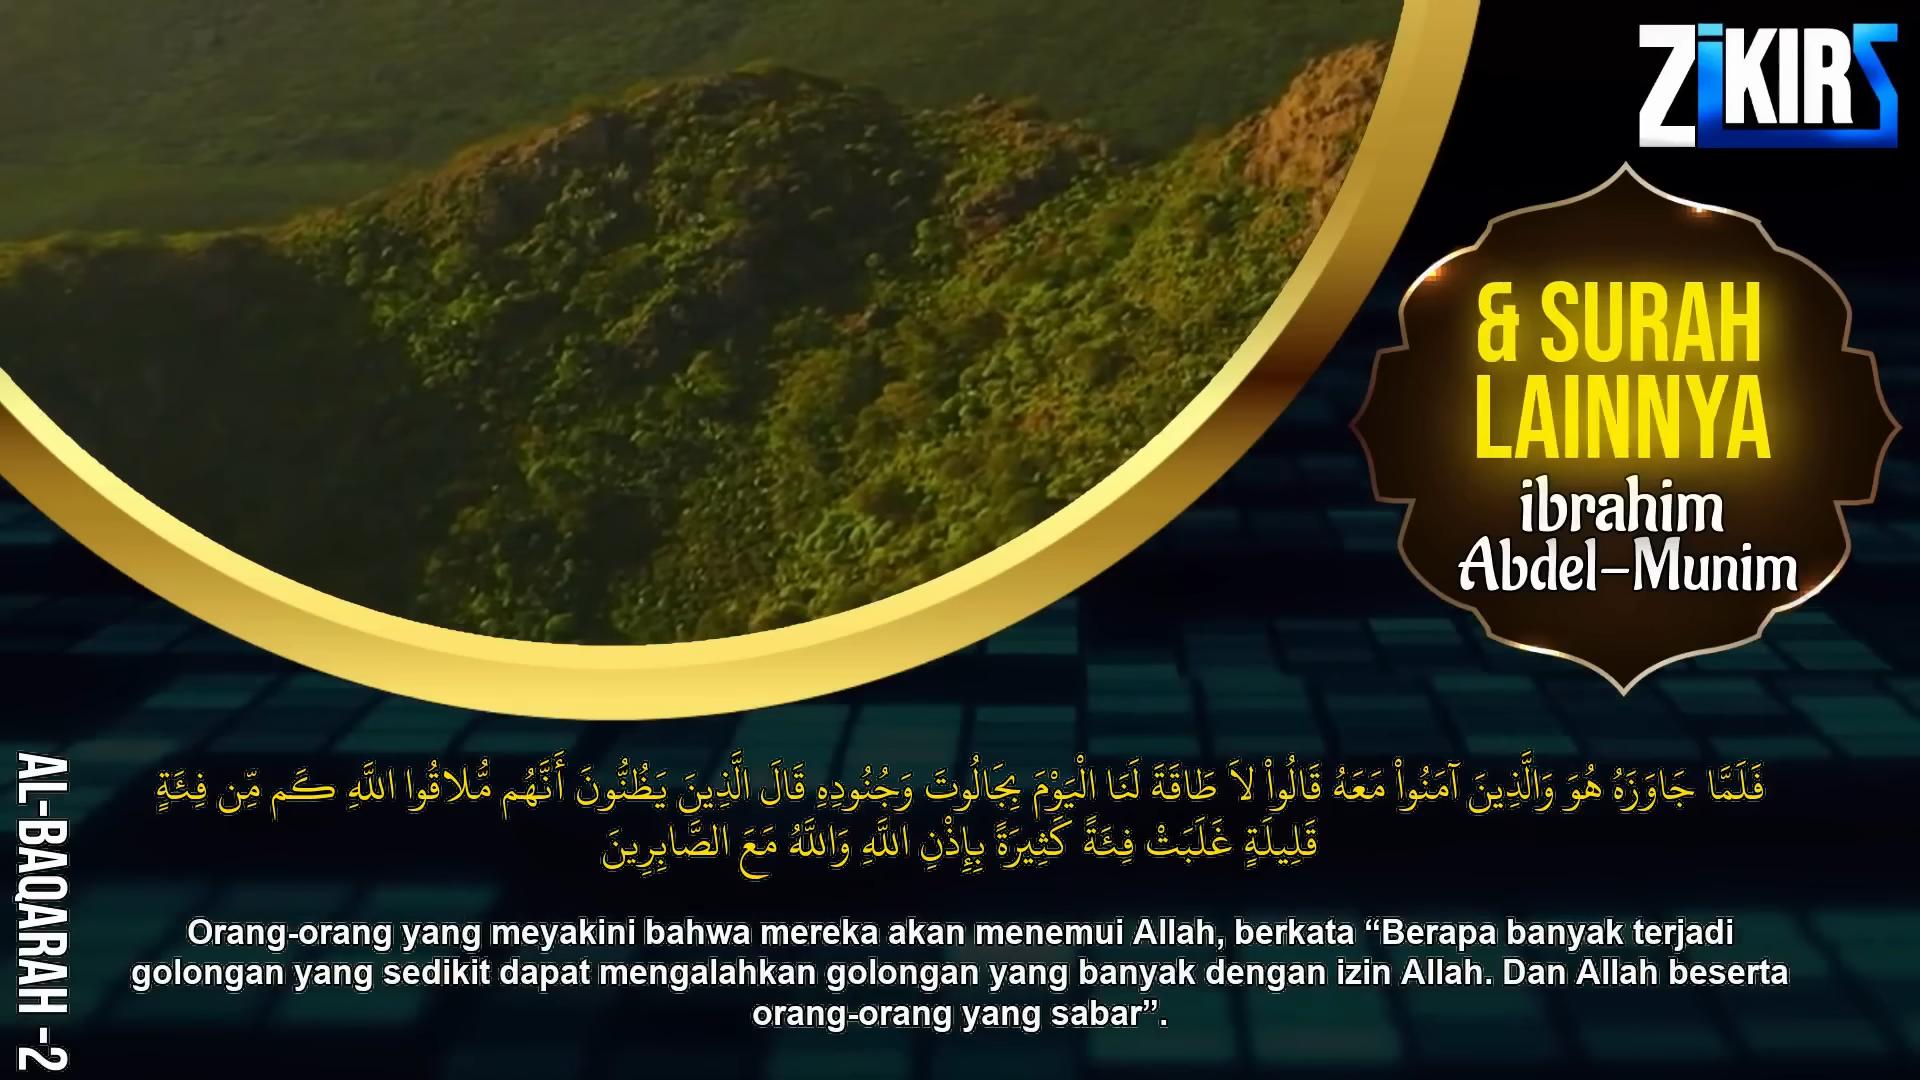 ZiKIRS
& SURAH
LAINNYA
ibrahim
Abdel-Munim
فَلَمَّا جَاوَزَهُ هُوَ وَالَّذِينَ آمَنُواْ مَعَهُ قَالُواْ لاَ طَاقَةَ لَنَا الْيَوْمَ بِجَالُوتَ وَجُنُودِهِ قَالَ الَّذِينَ يَظُنُّونَ أَنَّهُم مُّلاقُوا اللَّهِ كَم مِّن فِئَةٍ
قَلِيلَةٍ غَلَبَتْ فِئَةً كَثِيرَةً بِإِذْنِ اللَّهِ وَاللَّهُ مَعَ الصَّابِرِينَ
Orang-orang yang meyakini bahwa mereka akan menemui Allah, berkata “Berapa banyak terjadi
golongan yang sedikit dapat mengalahkan golongan yang banyak dengan izin Allah. Dan Allah beserta
orang-orang yang sabar”.
AL-BAQARAH -2